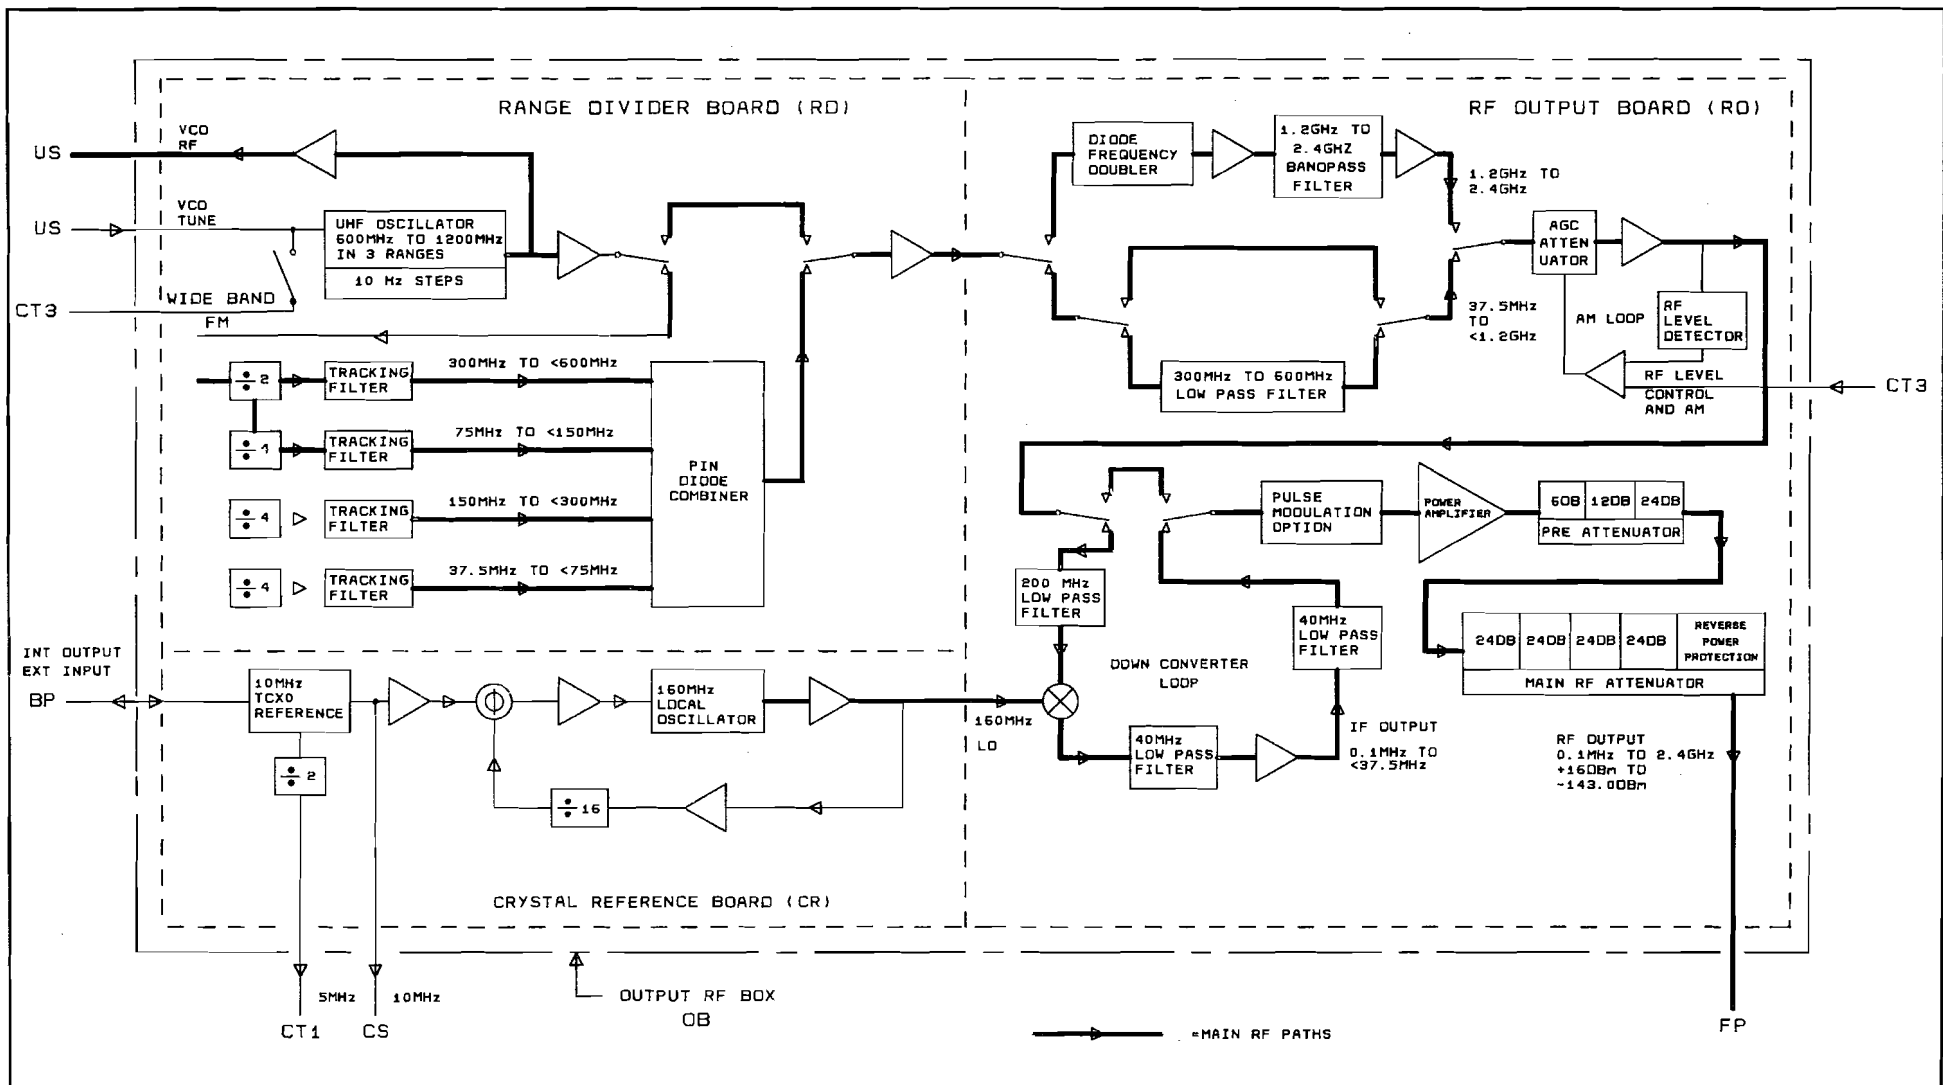 RANGE DIVIDER BOARD (RD)
US
VCO
RF
US
VCO
TUNE
UHF OSCILLATOR
600MHz TO 1200MHz
IN 3 RANGES
10 Hz STEPS
CT3
WIDE BAND
FM
÷ 2
TRACKING
FILTER
300MHz TO <600MHz
÷ 4
TRACKING
FILTER
75MHz TO <150MHz
÷ 4
TRACKING
FILTER
150MHz TO <300MHz
÷ 4
TRACKING
FILTER
37.5MHz TO <75MHz
PIN
DIODE
COMBINER
RF OUTPUT BOARD (RO)
DIODE
FREQUENCY
DOUBLER
1.2GHz TO
2.4GHZ
BANDPASS
FILTER
1.2GHz TO
2.4GHz
AGC
ATTEN
UATOR
37.5MHz
TO
<1.2GHz
AM LOOP
RF
LEVEL
DETECTOR
300MHz TO 600MHz
LOW PASS FILTER
RF LEVEL
CONTROL
AND AM
CT3
PULSE
MODULATION
OPTION
POWER
AMPLIFIER
6DB 12DB 24DB
PRE ATTENUATOR
200 MHz
LOW PASS
FILTER
40MHz
LOW PASS
FILTER
24DB 24DB 24DB 24DB
REVERSE
POWER
PROTECTION
MAIN RF ATTENUATOR
DOWN CONVERTER
LOOP
160MHz
LO
40MHz
LOW PASS
FILTER
IF OUTPUT
0.1MHz TO
<37.5MHz
RF OUTPUT
0.1MHz TO 2.4GHz
+16DBm TO
-143.0DBm
INT OUTPUT
EXT INPUT
BP
10MHz
TCXO
REFERENCE
160MHz
LOCAL
OSCILLATOR
÷ 2
÷ 16
CRYSTAL REFERENCE BOARD (CR)
5MHz
10MHz
CT1
CS
OUTPUT RF BOX
OB
=MAIN RF PATHS
FP